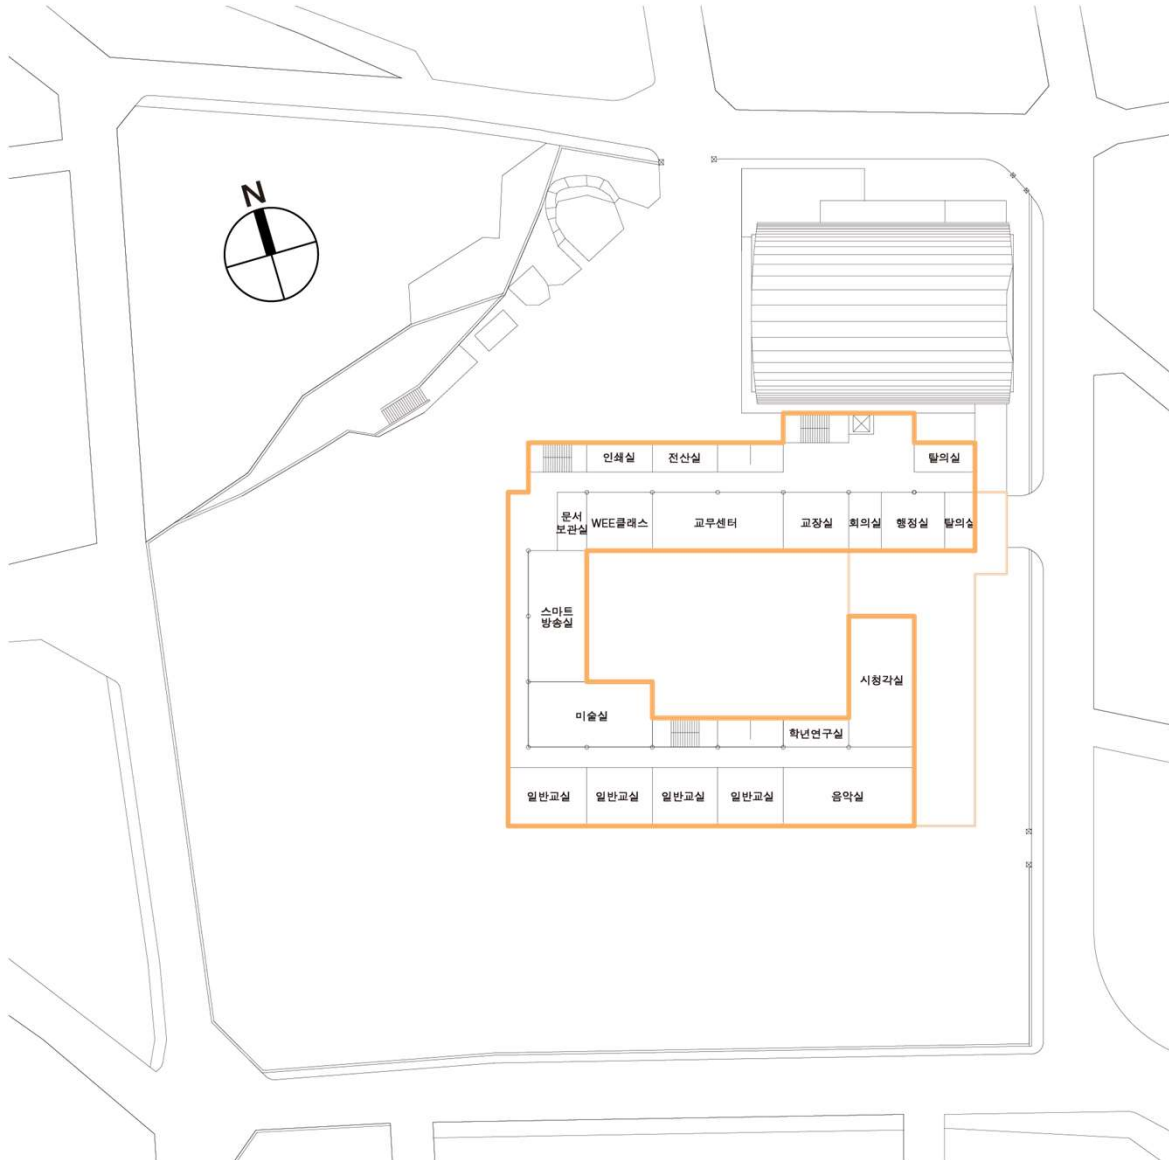 N
인쇄실
전산실
탈의실
문서
보관실
WEE클래스
교무센터
교장실
회의실
행정실
탈의실
스마트
방송실
시청각실
미술실
학년연구실
일반교실
일반교실
일반교실
일반교실
음악실